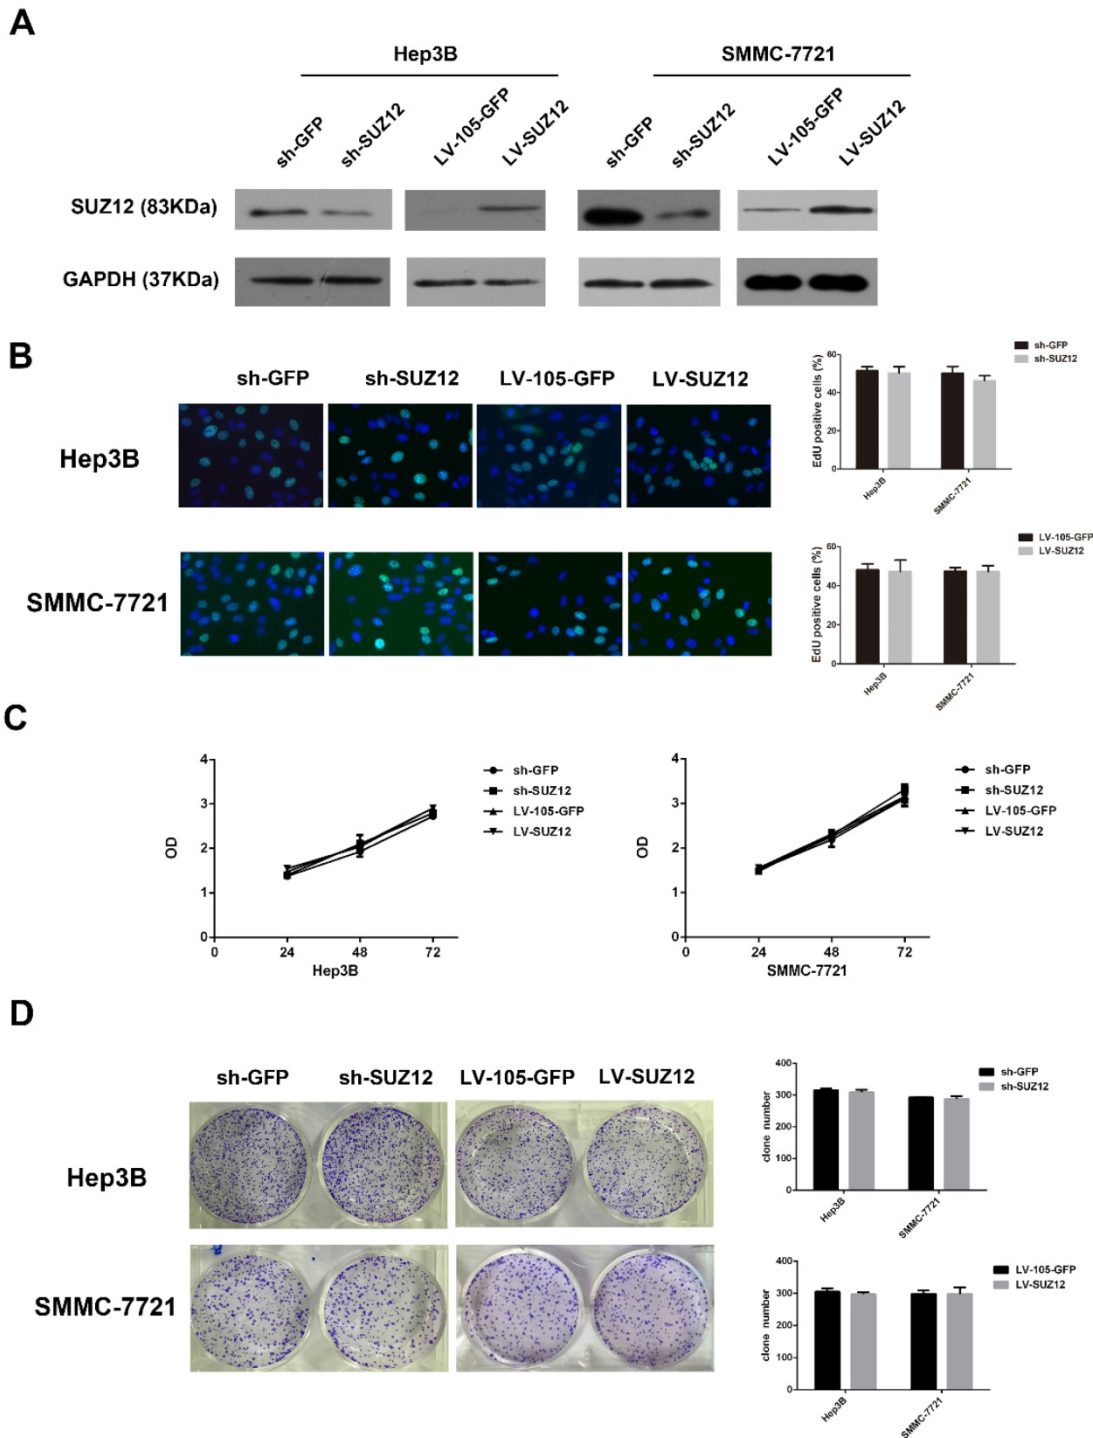 A
Hep3B
SMMC-7721
sh-GFP
sh-SUZ12
LV-105-GFP
LV-SUZ12
sh-GFP
sh-SUZ12
LV-105-GFP
LV-SUZ12
SUZ12 (83KDa)
GAPDH (37KDa)
B
sh-GFP
sh-SUZ12
LV-105-GFP
LV-SUZ12
Hep3B
SMMC-7721
sh-GFP
sh-SUZ12
EdU positive cells (%)
60
40
20
0
Hep3B
SMMC-7721
LV-105-GFP
LV-SUZ12
EdU positive cells (%)
60
40
20
0
Hep3B
SMMC-7721
C
OD
4
3
2
1
0
0 24 48 72
Hep3B
sh-GFP
sh-SUZ12
LV-105-GFP
LV-SUZ12
OD
4
3
2
1
0
0 24 48 72
SMMC-7721
sh-GFP
sh-SUZ12
LV-105-GFP
LV-SUZ12
D
sh-GFP
sh-SUZ12
LV-105-GFP
LV-SUZ12
Hep3B
SMMC-7721
clone number
400
300
200
100
0
Hep3B
SMMC-7721
sh-GFP
sh-SUZ12
clone number
400
300
200
100
0
Hep3B
SMMC-7721
LV-105-GFP
LV-SUZ12